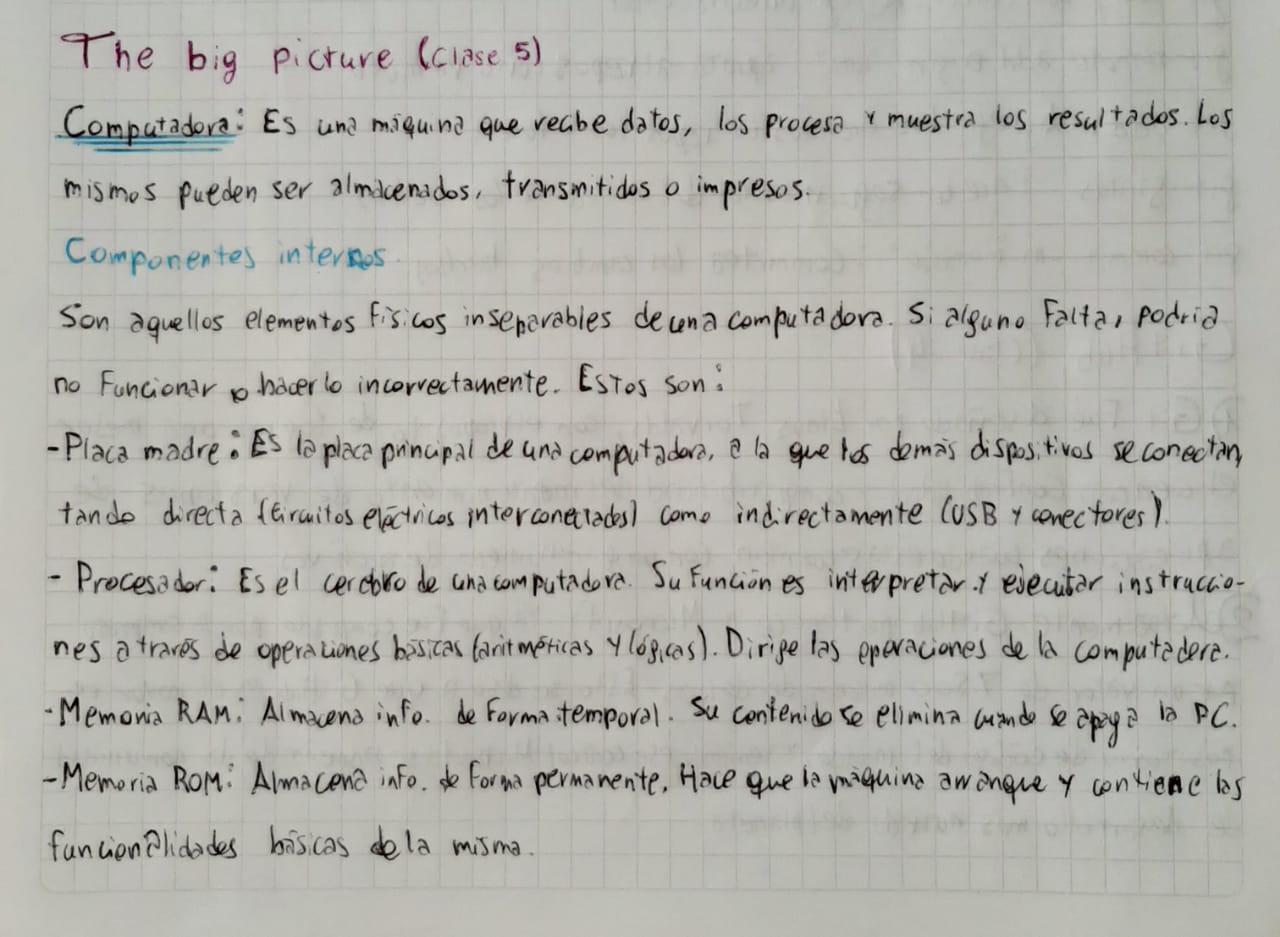 The big picture (Clase 5)
Computadora: Es una máquina que recibe datos, los procesa y muestra los resultados. Los
mismos pueden ser almacenados, transmitidos o impresos.
Componentes internos
Son aquellos elementos físicos inseparables de una computadora. Si alguno falta, podría
no funcionar o hacerlo incorrectamente. Estos son:
-Placa madre: Es la placa principal de una computadora, a la que los demás dispositivos se conectan,
tando directa (circuitos eléctricos interconectados) como indirectamente (USB y conectores).
- Procesador: Es el cerebro de una computadora. Su función es interpretar y ejecutar instruccio-
nes a través de operaciones básicas (aritméticas y lógicas). Dirige las operaciones de la computadora.
-Memoria RAM: Almacena info. de forma temporal. Su contenido se elimina cuando se apaga la PC.
-Memoria ROM: Almacena info. de forma permanente. Hace que la máquina arranque y contiene las
funcionalidades básicas de la misma.